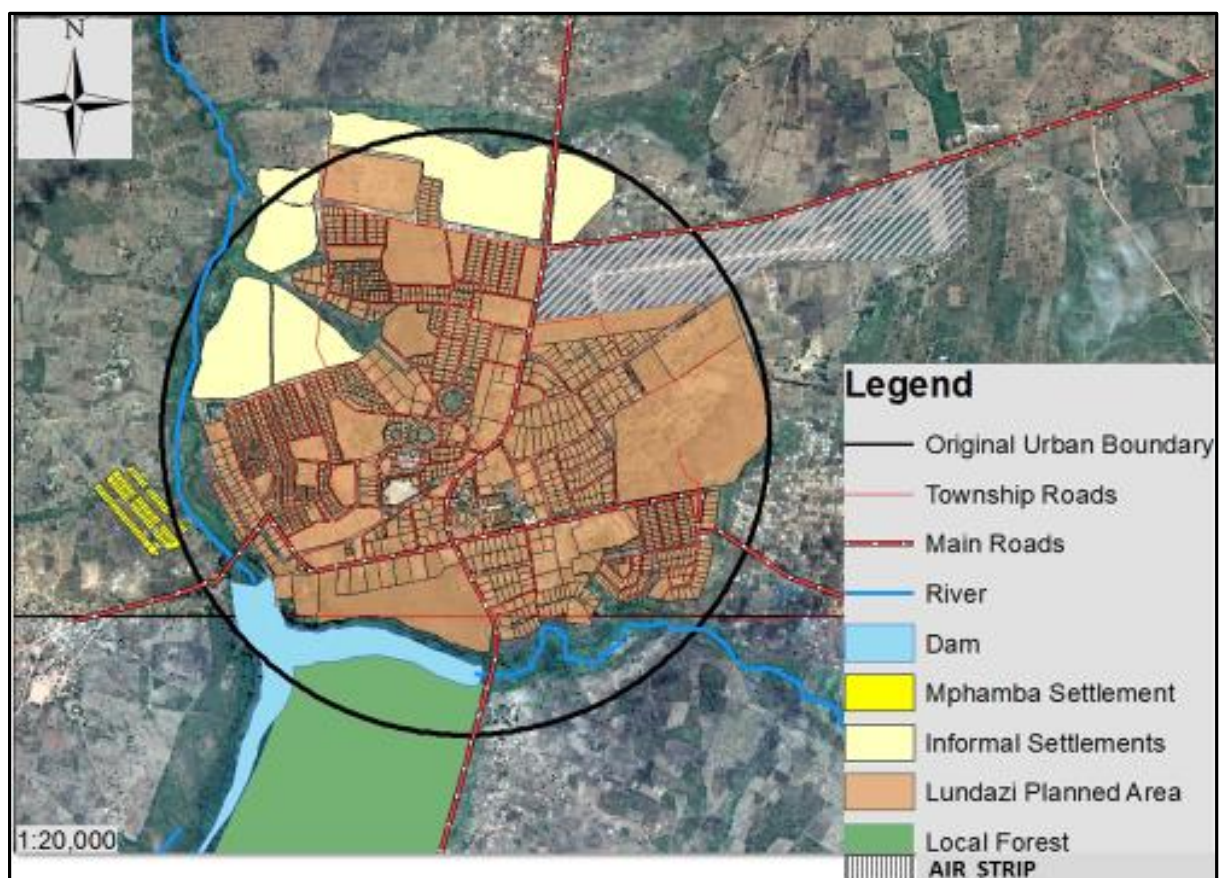 N
Legend
Original Urban Boundary
Township Roads
Main Roads
River
Dam
Mphamba Settlement
Informal Settlements
Lundazi Planned Area
Local Forest
AIR STRIP
1:20,000